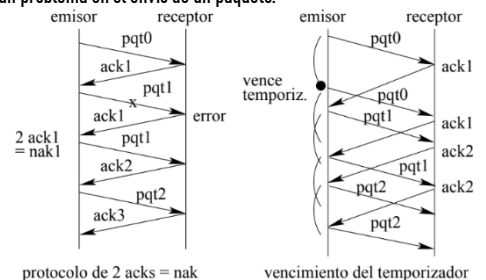 un problema en el envío de un paquete.
emisor
receptor
pqt0
ack1
pqt1
x
ack1
error
2 ack1
= nak1
pqt1
ack2
pqt2
ack3
protocolo de 2 acks = nak
emisor
receptor
pqt0
ack1
vence
temporiz.
pqt0
pqt1
ack1
ack2
pqt1
pqt2
ack2
pqt2
vencimiento del temporizador